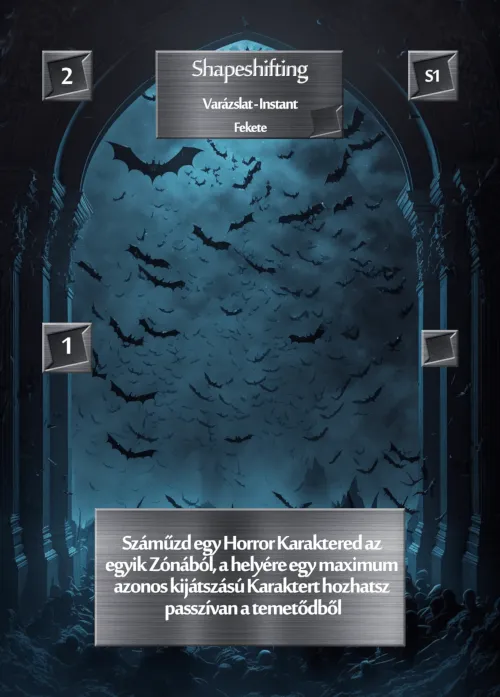 2
Shapeshifting
S1
Varázslat - Instant
Fekete
1
Száműzd egy Horror Karaktered az
egyik Zónából, a helyére egy maximum
azonos kijátszású Karaktert hozhatsz
passzívan a temetődből